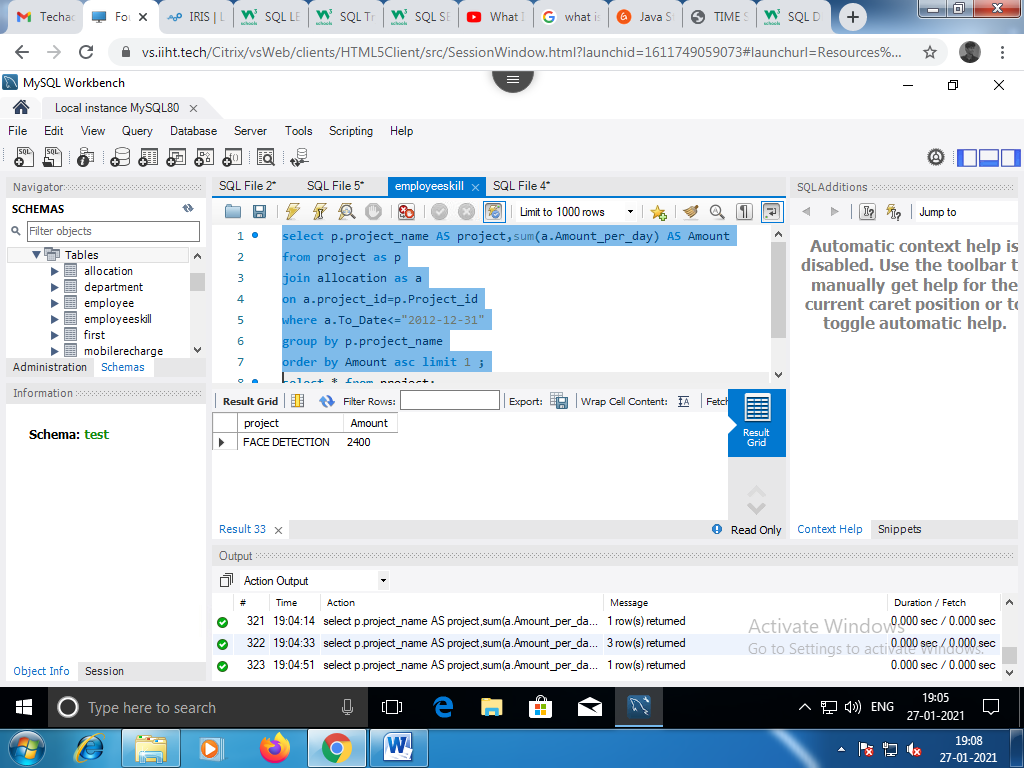 Techa
Fou
IRIS | L
SQL LE
SQL Tr
SQL SE
What I
what is
Java S
TIME S
SQL D
vs.iiht.tech/Citrix/vsWeb/clients/HTML5Client/src/SessionWindow.html?launchid=1611749059073#launchurl=Resources%...
MySQL Workbench
Local instance MySQL80
File Edit View Query Database Server Tools Scripting Help
Navigator
SCHEMAS
Filter objects
Tables
allocation
department
employee
employeeskill
first
mobilerecharge
Administration Schemas
Information
Schema: test
Object Info Session
SQL File 2* SQL File 5* employeeskill SQL File 4*
Limit to 1000 rows
1 select p.project_name AS project,sum(a.Amount_per_day) AS Amount
2 from project as p
3 join allocation as a
4 on a.project_id=p.Project_id
5 where a.To_Date<="2012-12-31"
6 group by p.project_name
7 order by Amount asc limit 1 ;
8 select * from project;
Result Grid Filter Rows: Export: Wrap Cell Content: Fetch
project Amount
FACE DETECTION 2400
Result Grid
Result 33
Read Only
SQLAdditions
Jump to
Automatic context help is
disabled. Use the toolbar t
manually get help for the
current caret position or to
toggle automatic help.
Context Help Snippets
Output
Action Output
# Time Action Message Duration / Fetch
321 19:04:14 select p.project_name AS project,sum(a.Amount_per_da... 1 row(s) returned 0.000 sec / 0.000 sec
322 19:04:33 select p.project_name AS project,sum(a.Amount_per_da... 3 row(s) returned 0.000 sec / 0.000 sec
323 19:04:51 select p.project_name AS project,sum(a.Amount_per_da... 1 row(s) returned 0.000 sec / 0.000 sec
Activate Windows
Go to Settings to activate Windows.
Type here to search
ENG
19:05
27-01-2021
19:08
27-01-2021